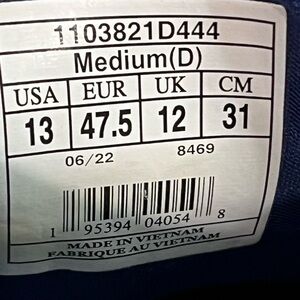 1103821D444
Medium(D)
USA EUR UK CM
13 47.5 12 31
06/22 8469
1 95394 04054 8
MADE IN VIETNAM
FABRIQUE AU VIETNAM